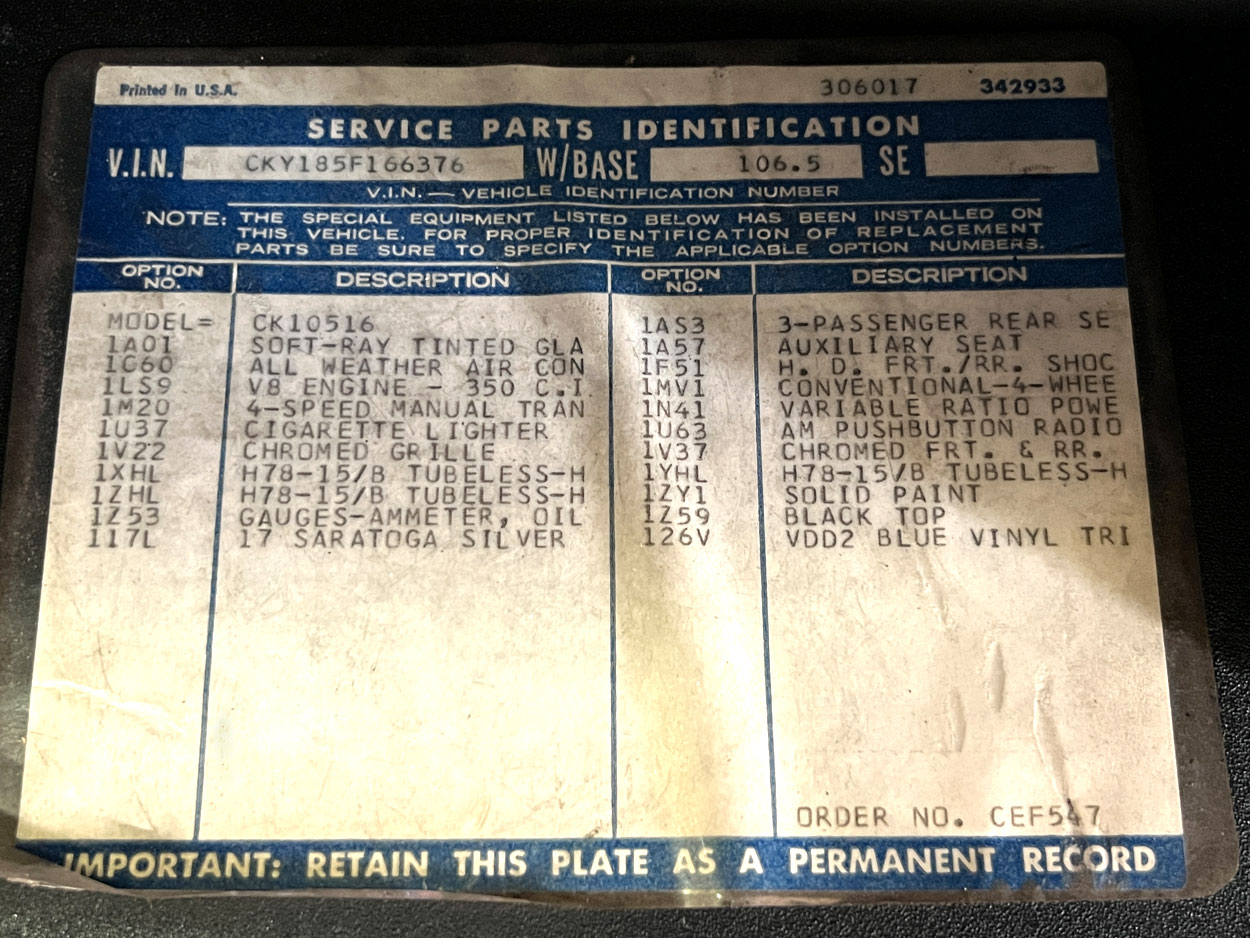 Printed In U.S.A. 306017 342933
SERVICE PARTS IDENTIFICATION
V.I.N. CKY185F166376 W/BASE 106.5 SE
V.I.N. — VEHICLE IDENTIFICATION NUMBER
NOTE: THE SPECIAL EQUIPMENT LISTED BELOW HAS BEEN INSTALLED ON
THIS VEHICLE. FOR PROPER IDENTIFICATION OF REPLACEMENT
PARTS BE SURE TO SPECIFY THE APPLICABLE OPTION NUMBERS.
OPTION NO. DESCRIPTION OPTION NO. DESCRIPTION
MODEL= CK10516 1AS3 3-PASSENGER REAR SE
1A01 SOFT-RAY TINTED GLA 1A57 AUXILIARY SEAT
1C60 ALL WEATHER AIR CON 1F51 H. D. FRT./RR. SHOC
1LS9 V8 ENGINE - 350 C.I. 1MV1 CONVENTIONAL-4-WHEE
1M20 4-SPEED MANUAL TRAN 1N41 VARIABLE RATIO POWE
1U37 CIGARETTE LIGHTER 1U63 AM PUSHBUTTON RADIO
1V22 CHROMED GRILLE 1V37 CHROMED FRT. & RR.
1XHL H78-15/B TUBELESS-H 1YHL H78-15/B TUBELESS-H
1ZHL H78-15/B TUBELESS-H 1ZY1 SOLID PAINT
1Z53 GAUGES-AMMETER, OIL 1Z59 BLACK TOP
117L 17 SARATOGA SILVER 126V VDD2 BLUE VINYL TRI
ORDER NO. CEF547
IMPORTANT: RETAIN THIS PLATE AS A PERMANENT RECORD